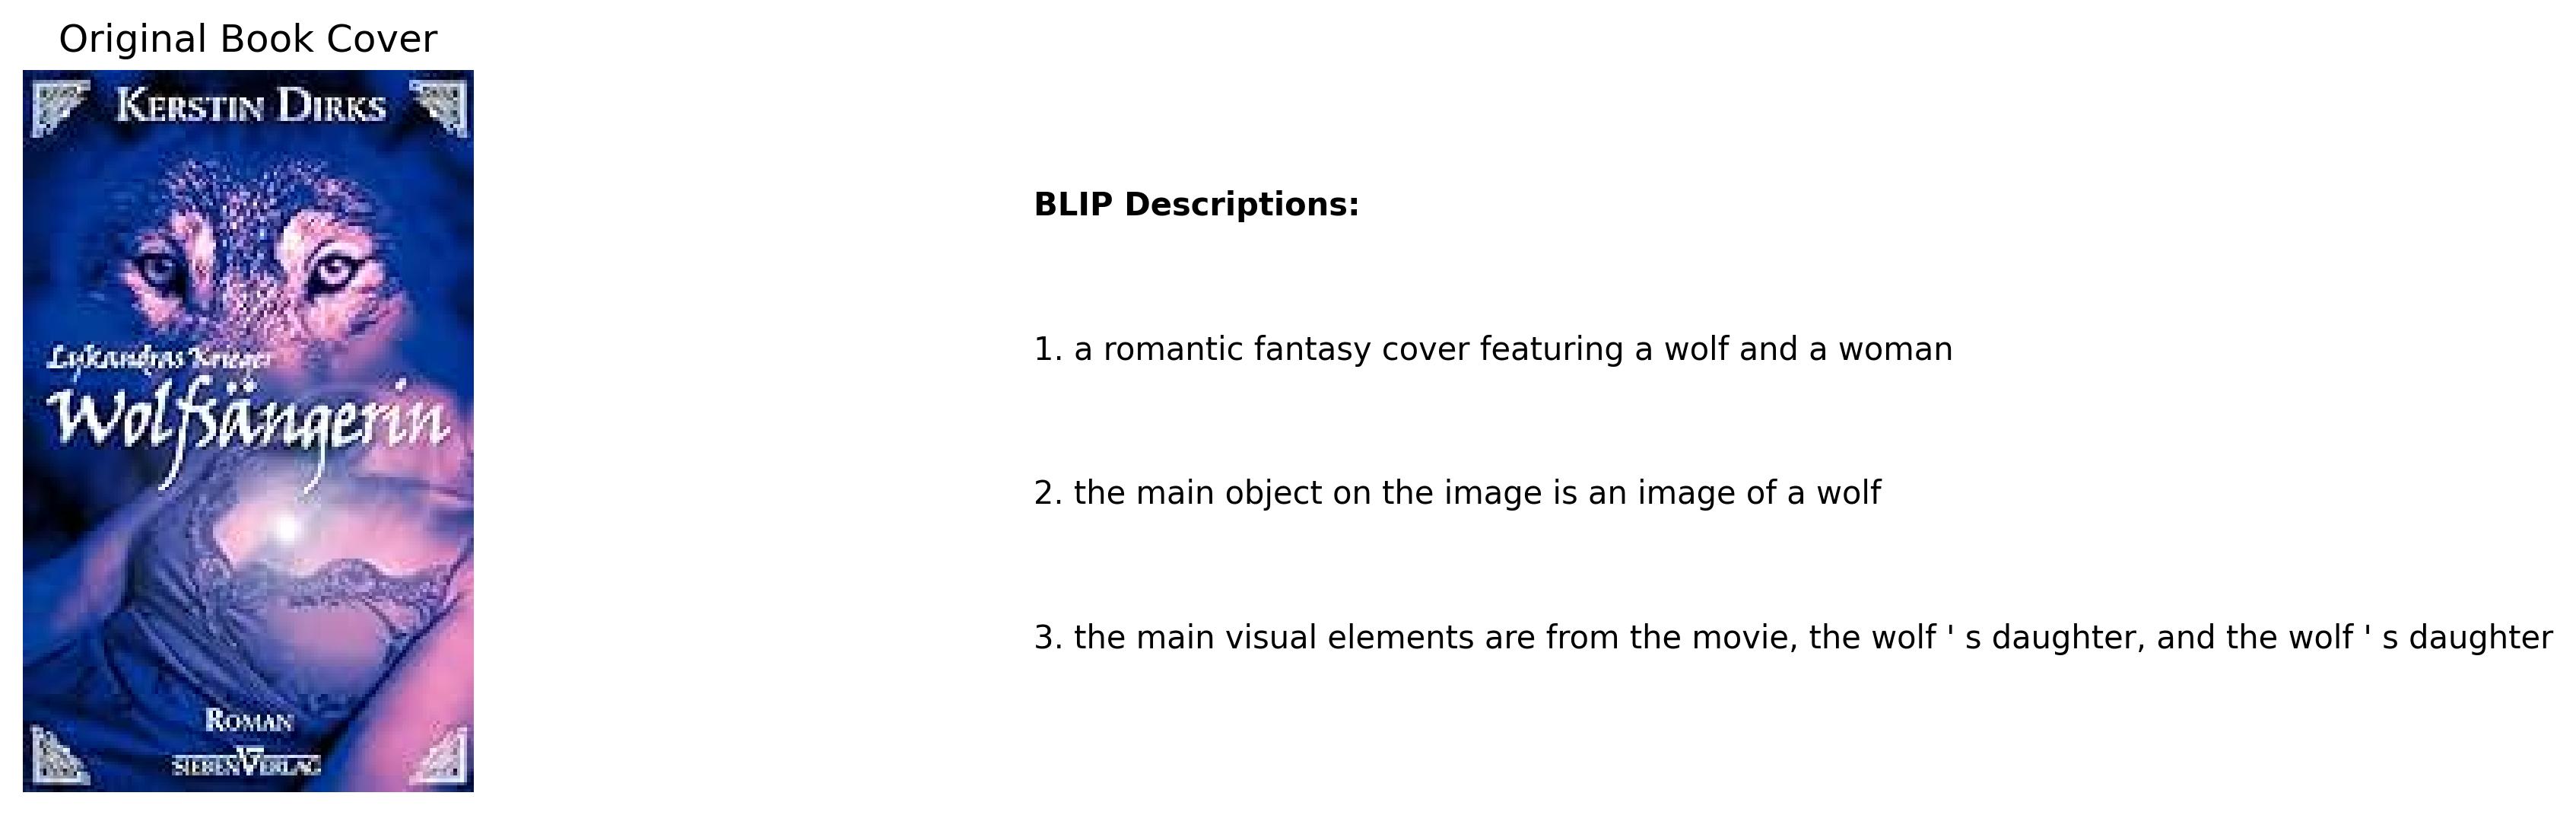 Original Book Cover
KERSTIN DIRKS
Lykandras Krieger
Wolfsängerin
ROMAN
SIEBENVERLAG
BLIP Descriptions:
1. a romantic fantasy cover featuring a wolf and a woman
2. the main object on the image is an image of a wolf
3. the main visual elements are from the movie, the wolf ' s daughter, and the wolf ' s daughter